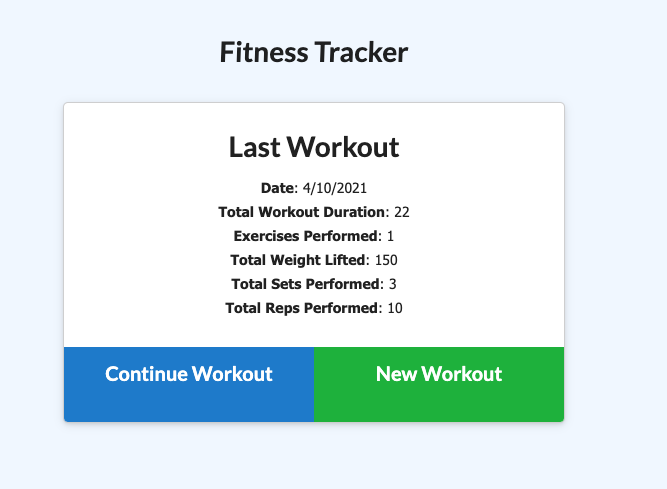 Fitness Tracker
Last Workout
Date: 4/10/2021
Total Workout Duration: 22
Exercises Performed: 1
Total Weight Lifted: 150
Total Sets Performed: 3
Total Reps Performed: 10
Continue Workout
New Workout